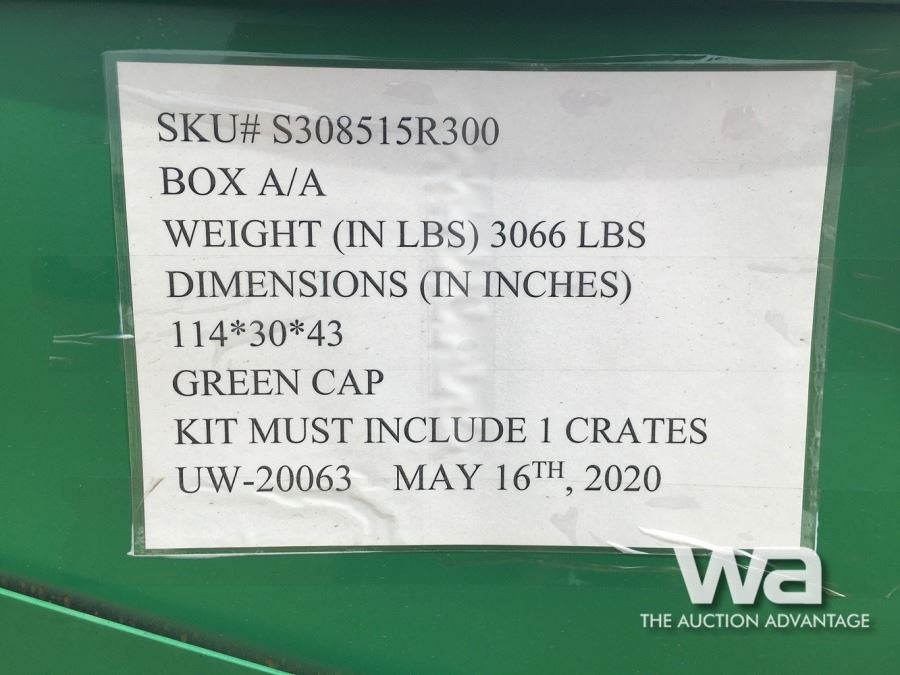 SKU# S308515R300
BOX A/A
WEIGHT (IN LBS) 3066 LBS
DIMENSIONS (IN INCHES)
114*30*43
GREEN CAP
KIT MUST INCLUDE 1 CRATES
UW-20063 MAY 16TH, 2020
wa
THE AUCTION ADVANTAGE